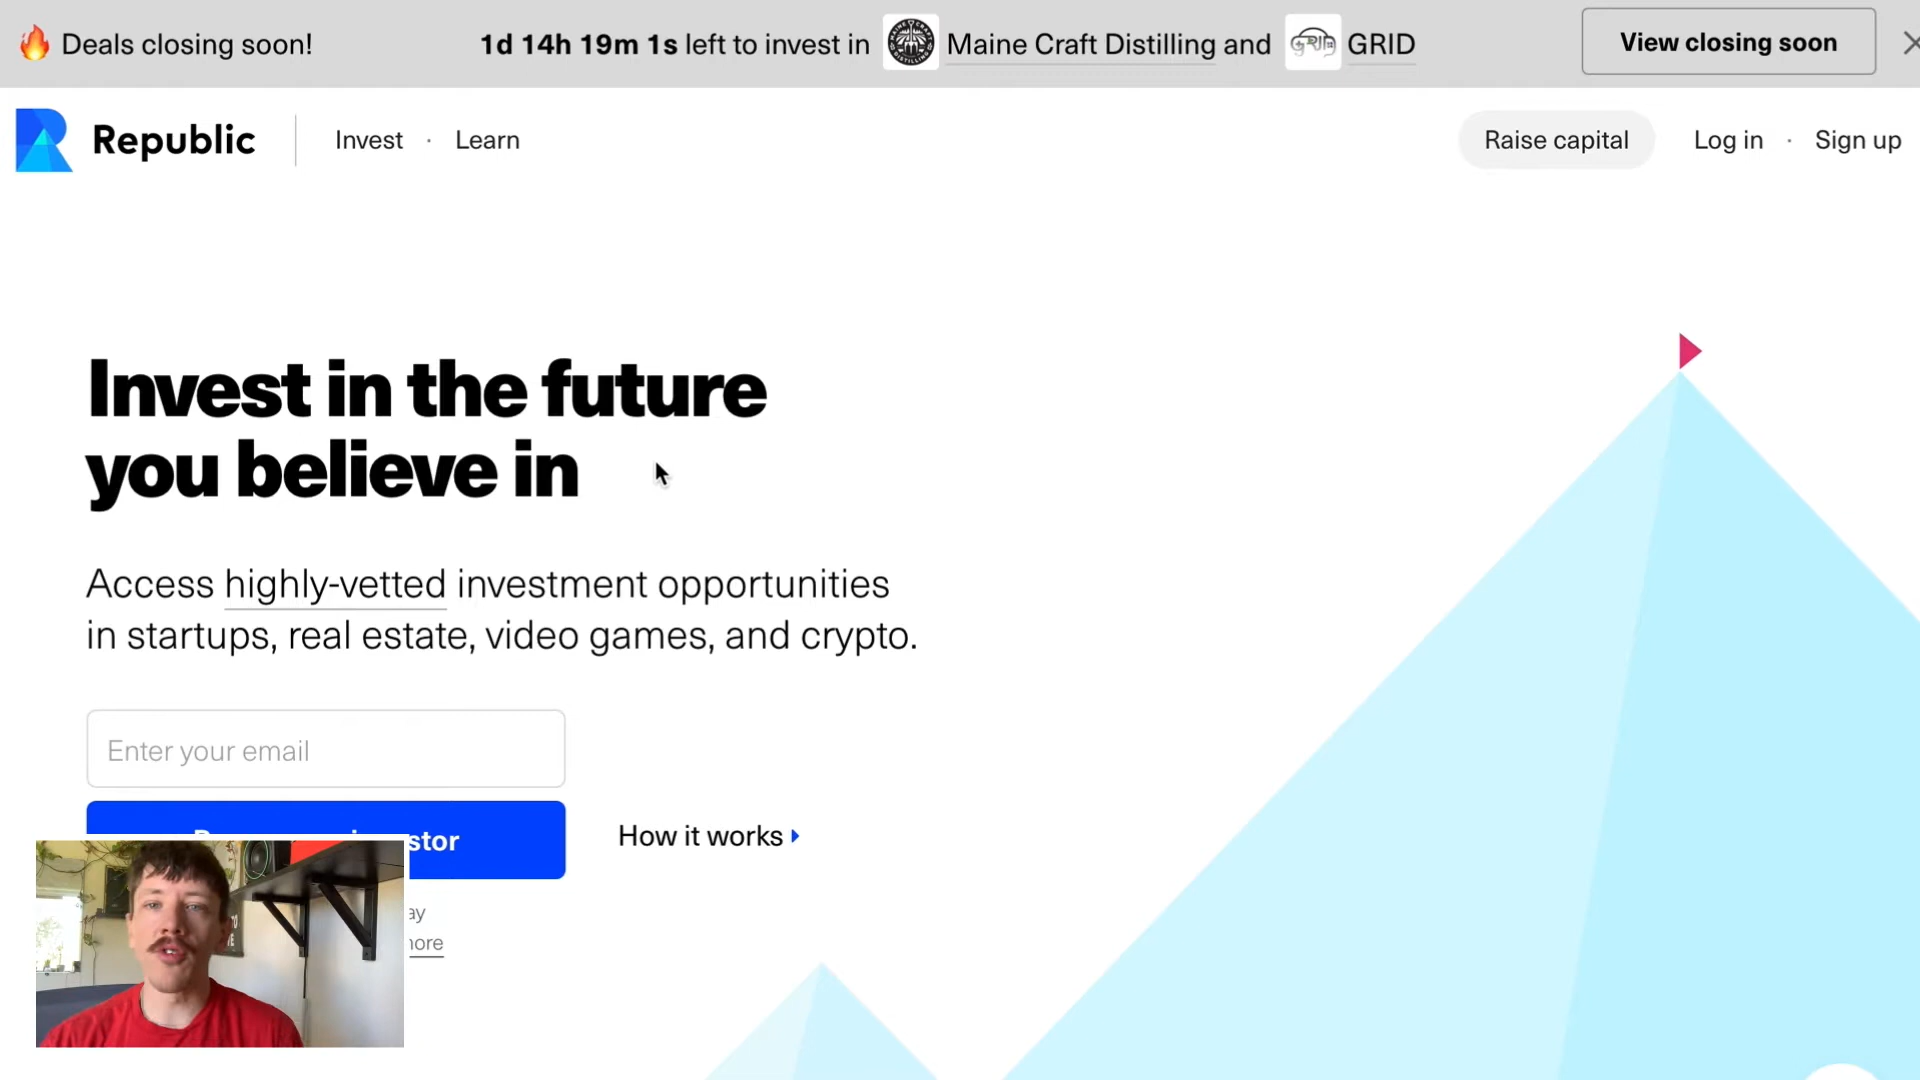 Deals closing soon!
1d 14h 19m 1s left to invest in Maine Craft Distilling and GRID
View closing soon
Republic
Invest · Learn
Raise capital
Log in · Sign up
Invest in the future
you believe in
Access highly-vetted investment opportunities
in startups, real estate, video games, and crypto.
Enter your email
How it works